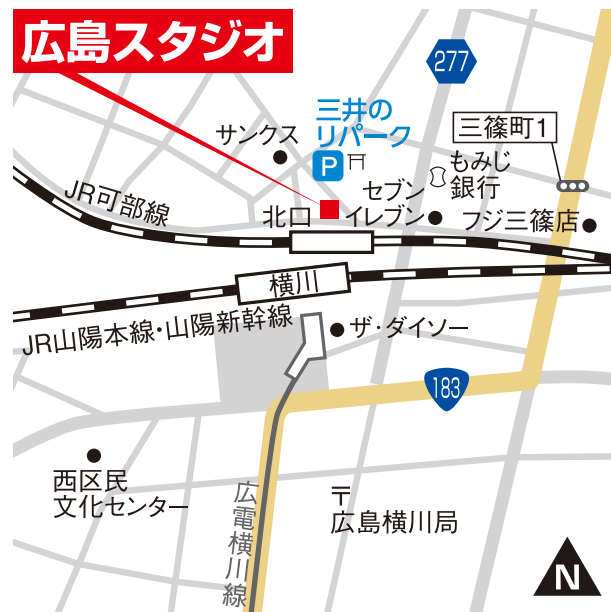 広島スタジオ
277
三井の
リパーク
P
サンクス
三篠町1
もみじ
銀行
セブン
イレブン
フジ三篠店
JR可部線
北口
横川
JR山陽本線・山陽新幹線
ザ・ダイソー
183
西区民
文化センター
広電横川線
〒
広島横川局
N